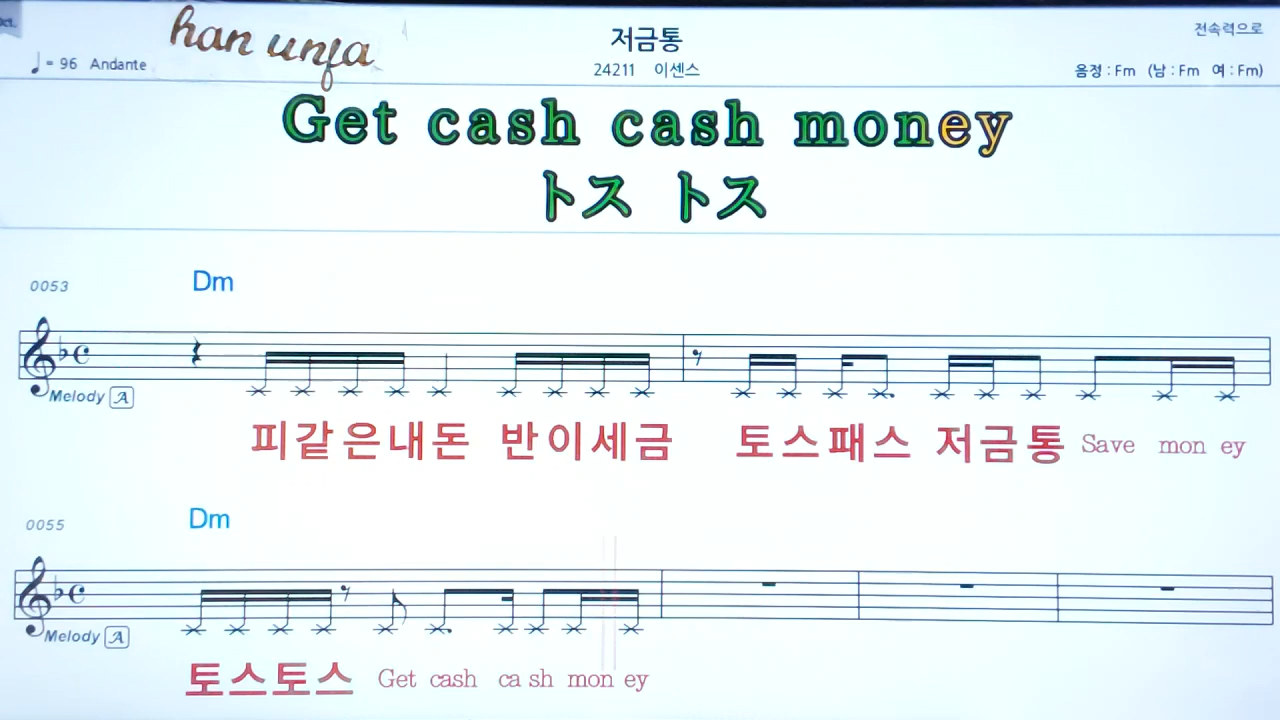 han unfa
저금통
전속력으로
♩= 96 Andante
24211 이센스
음정 : Fm (남 : Fm 여 : Fm)
Get cash cash money
トス トス
0053
Dm
Melody A
피같은내돈 반이세금 토스패스 저금통 Save mon ey
0055
Dm
Melody A
토스토스 Get cash ca sh mon ey